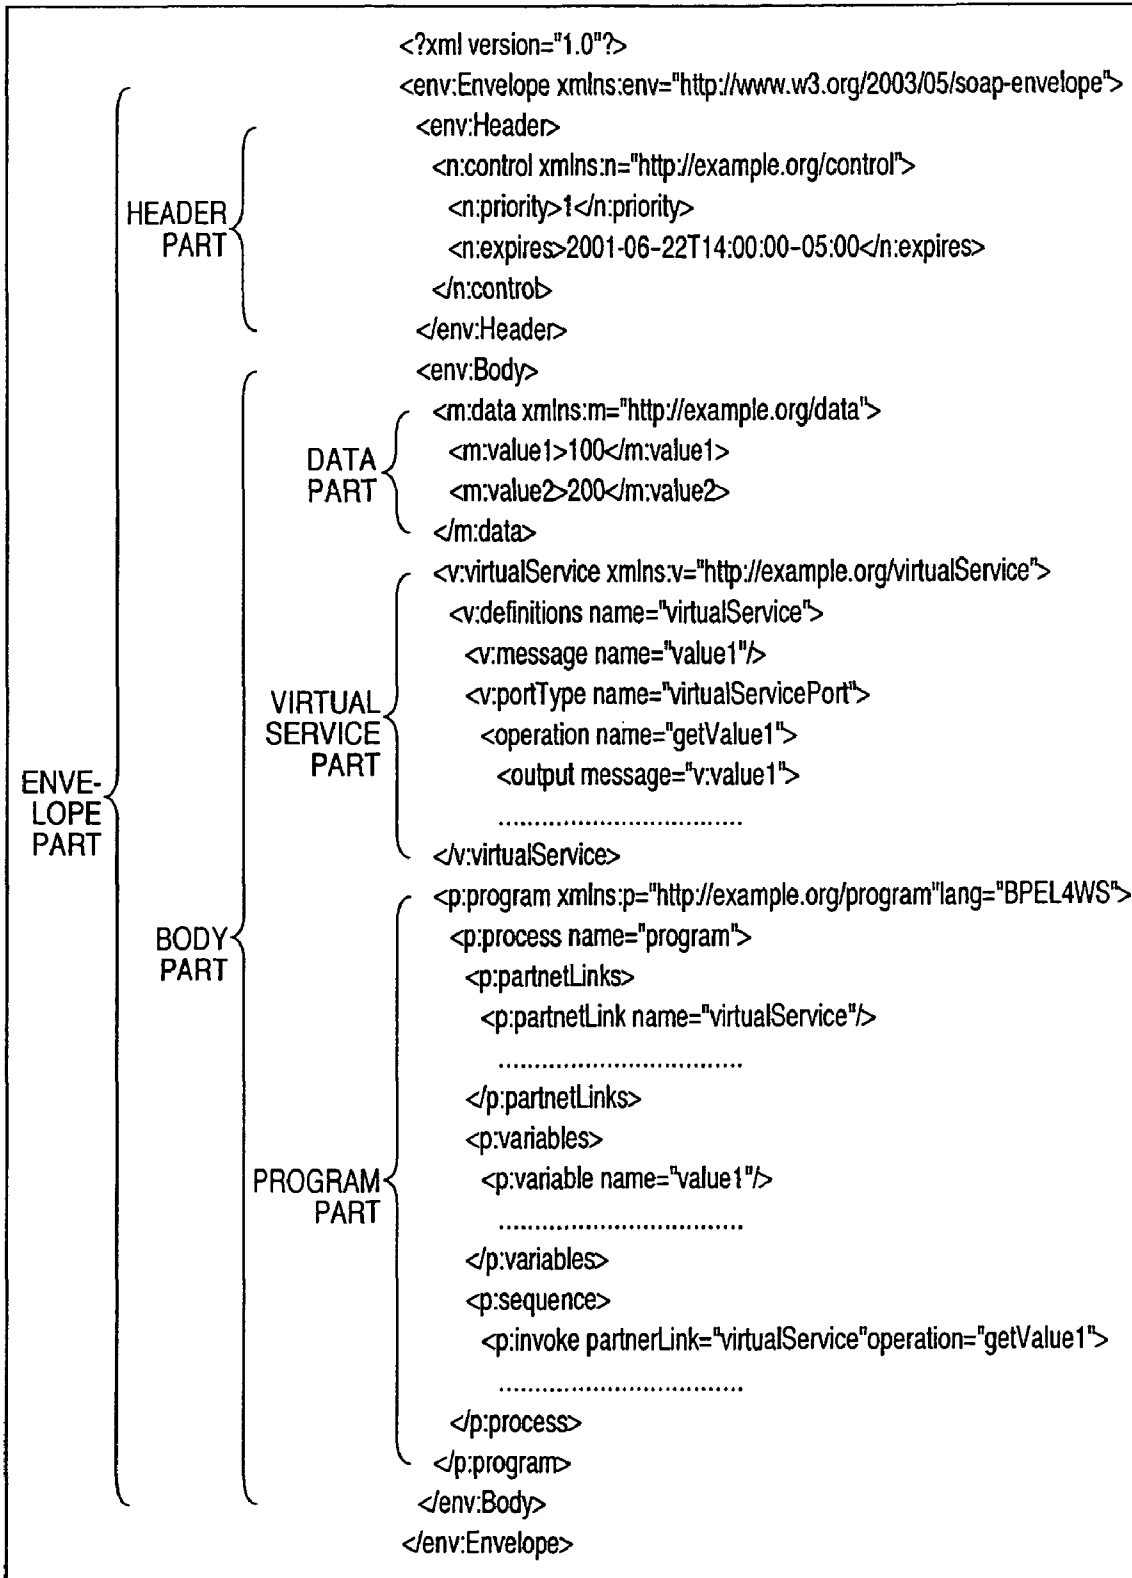 <?xml version="1.0"?>
<env:Envelope xmlns:env="http://www.w3.org/2003/05/soap-envelope">
<env:Header>
<n:control xmlns:n="http://example.org/control">
<n:priority>1</n:priority>
<n:expires>2001-06-22T14:00:00-05:00</n:expires>
</n:control>
</env:Header>
HEADER
PART
<env:Body>
<m:data xmlns:m="http://example.org/data">
<m:value1>100</m:value1>
<m:value2>200</m:value2>
</m:data>
DATA
PART
<v:virtualService xmlns:v="http://example.org/virtualService">
<v:definitions name="virtualService">
<v:message name="value1"/>
<v:portType name="virtualServicePort">
<operation name="getValue1">
<output message="v:value1">
..................................
</v:virtualService>
VIRTUAL
SERVICE
PART
ENVE-
LOPE
PART
<p:program xmlns:p="http://example.org/program"lang="BPEL4WS">
<p:process name="program">
<p:partnetLinks>
<p:partnetLink name="virtualService"/>
..................................
</p:partnetLinks>
<p:variables>
<p:variable name="value1"/>
..................................
</p:variables>
<p:sequence>
<p:invoke partnerLink="virtualService"operation="getValue1">
..................................
</p:process>
</p:program>
BODY
PART
PROGRAM
PART
</env:Body>
</env:Envelope>